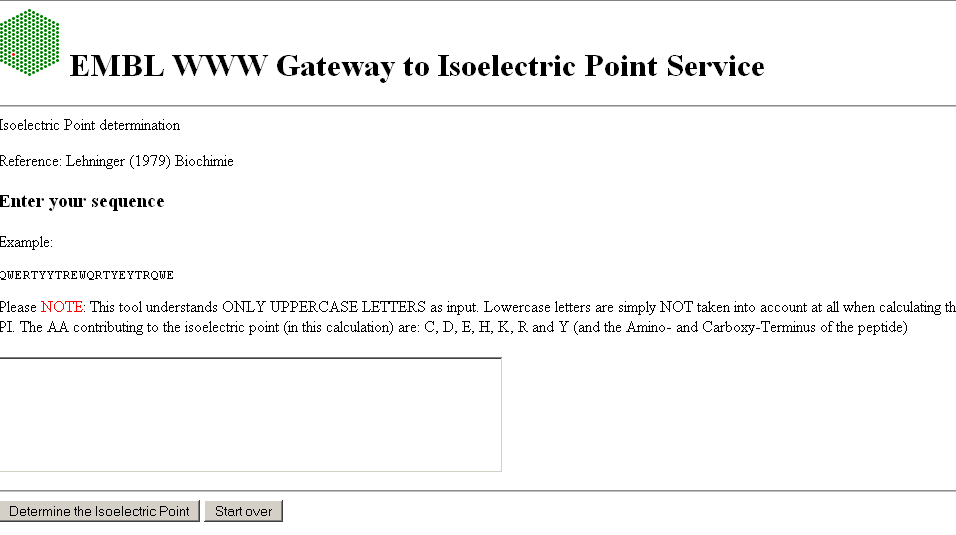 EMBL WWW Gateway to Isoelectric Point Service
Isoelectric Point determination
Reference: Lehninger (1979) Biochimie
Enter your sequence
Example:
QWERTYYTREWQRTYEYTRQWE
Please NOTE: This tool understands ONLY UPPERCASE LETTERS as input. Lowercase letters are simply NOT taken into account at all when calculating th
PI. The AA contributing to the isoelectric point (in this calculation) are: C, D, E, H, K, R and Y (and the Amino- and Carboxy-Terminus of the peptide)
Determine the Isoelectric Point Start over